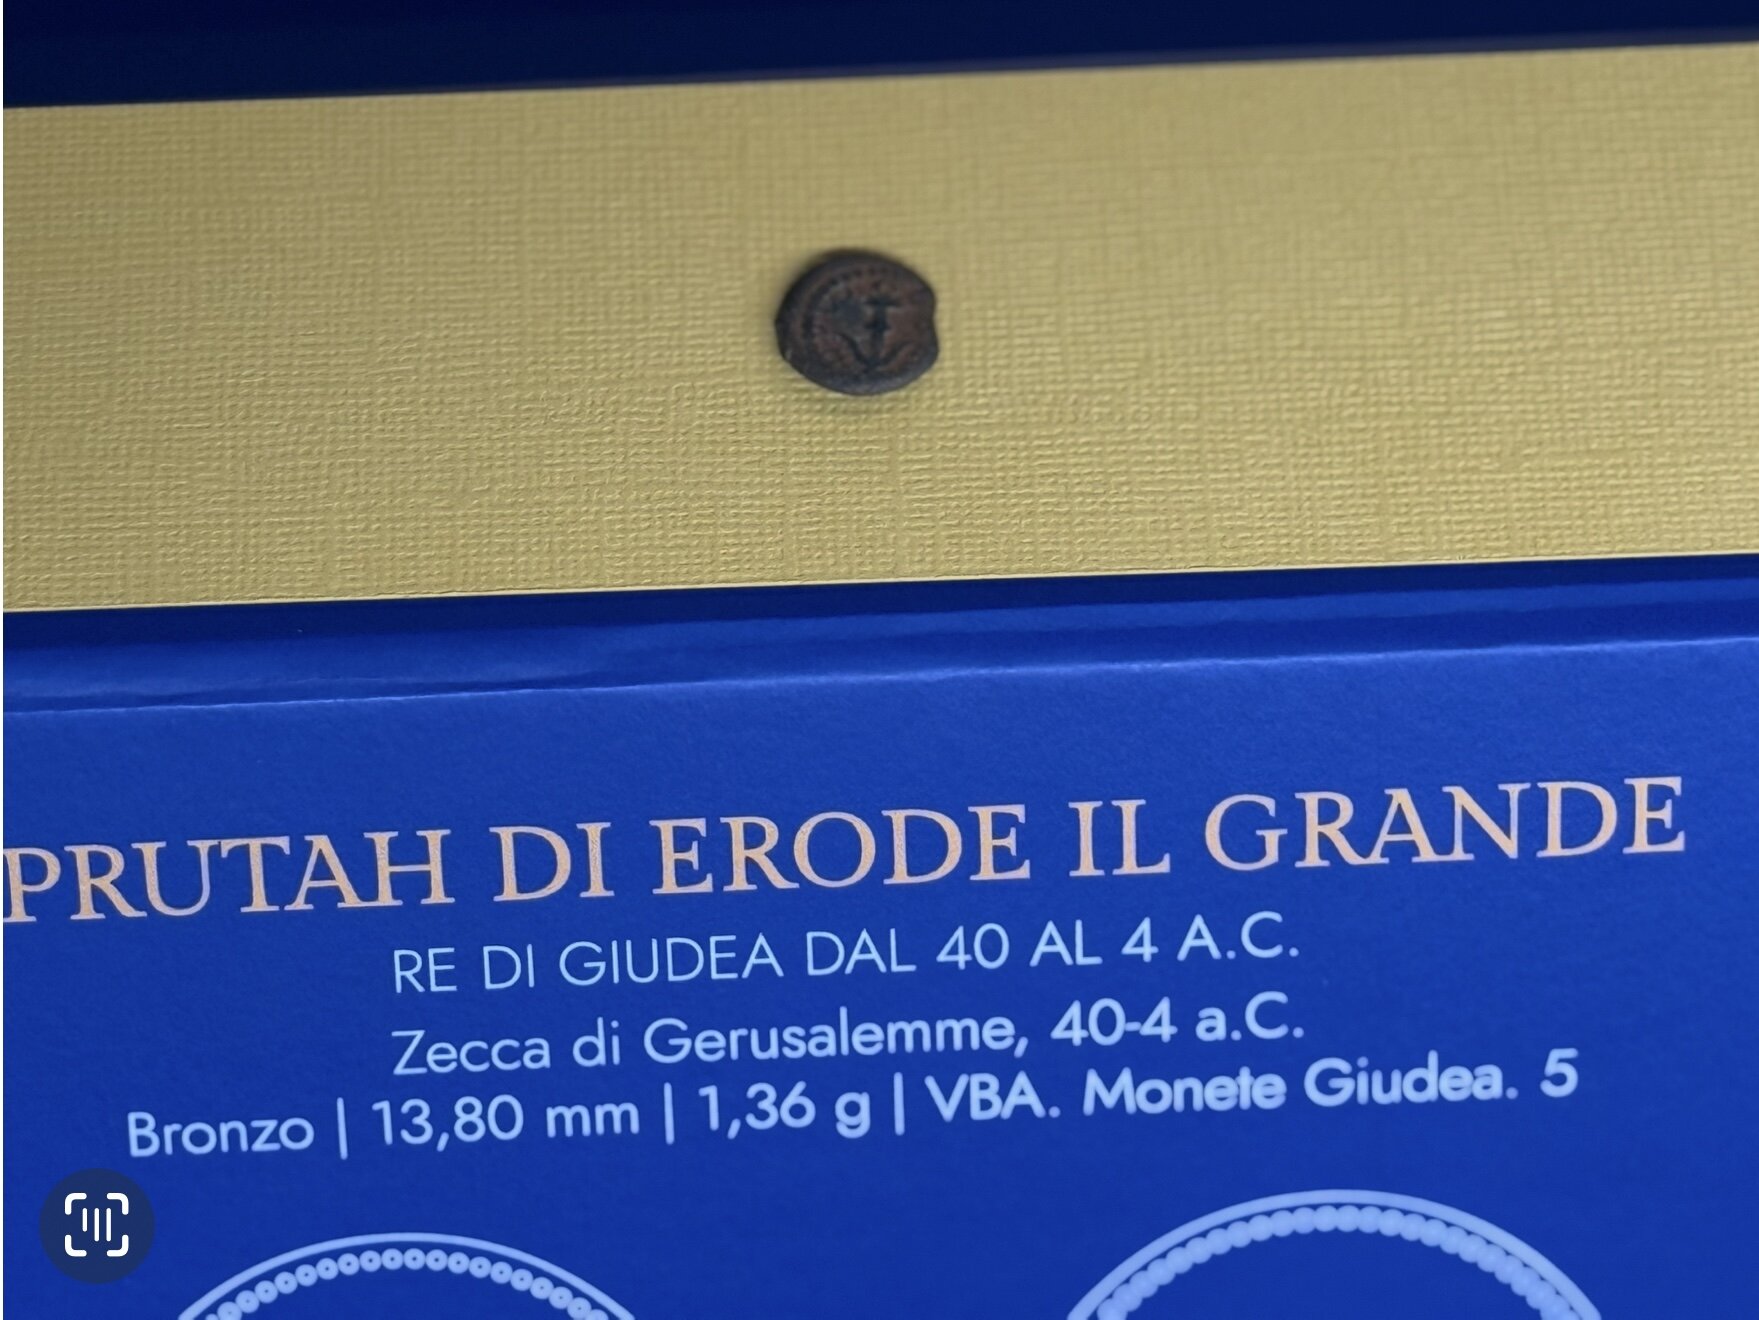 PRUTAH DI ERODE IL GRANDE
RE DI GIUDEA DAL 40 AL 4 A.C.
Zecca di Gerusalemme, 40-4 a.C.
Bronzo | 13,80 mm | 1,36 g | VBA. Monete Giudea. 5